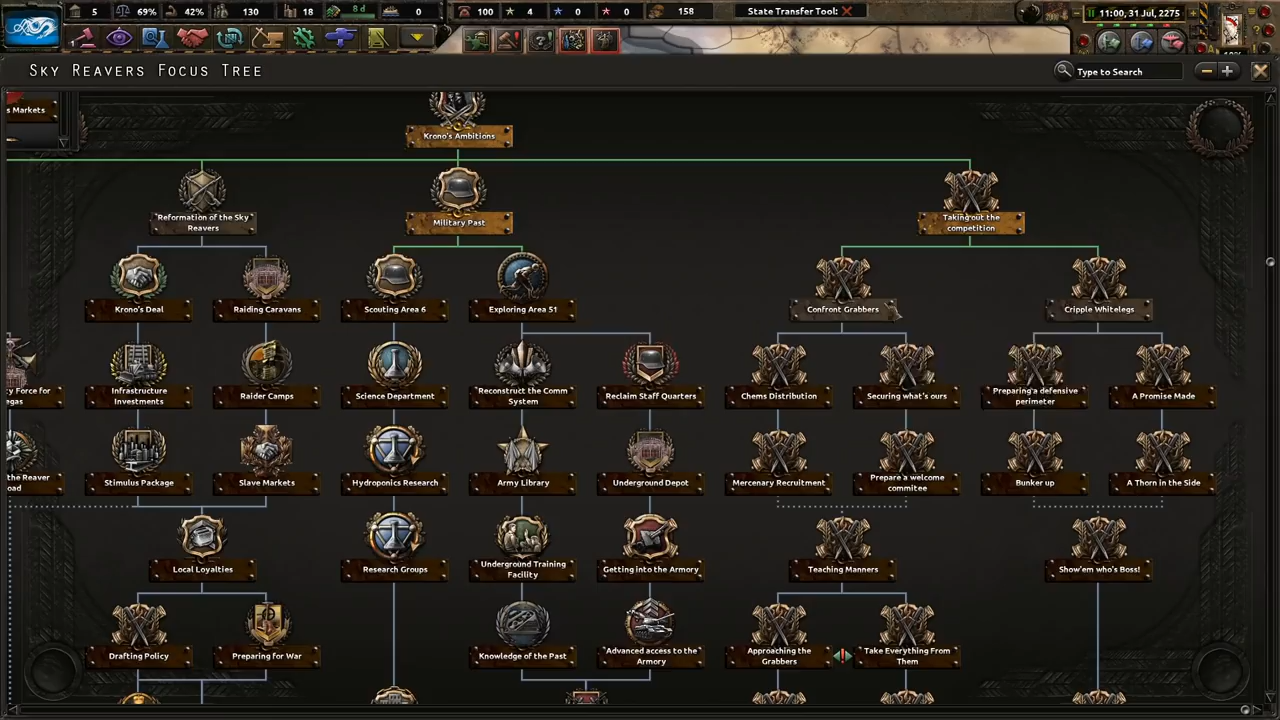 5 69% 42% 130 18 8 d 0 100 4 0 0 158 State Transfer Tool: 11:00, 31 Jul, 2275
Sky Reavers Focus Tree
Type to Search
s Markets
Krono's Ambitions
Reformation of the Sky
Reavers
Military Past
Taking out the
competition
Krono's Deal
Raiding Caravans
Scouting Area 6
Exploring Area 51
Confront Grabbers
Cripple Whitelegs
y Force for
egas
Infrastructure
Investments
Raider Camps
Science Department
Reconstruct the Comm
System
Reclaim Staff Quarters
Chems Distribution
Securing what's ours
Preparing a defensive
perimeter
A Promise Made
the Reaver
oad
Stimulus Package
Slave Markets
Hydroponics Research
Army Library
Underground Depot
Mercenary Recruitment
Prepare a welcome
commitee
Bunker up
A Thorn in the Side
Local Loyalties
Research Groups
Underground Training
Facility
Getting into the Armory
Teaching Manners
Show'em who's Boss!
Drafting Policy
Preparing for War
Knowledge of the Past
Advanced access to the
Armory
Approaching the
Grabbers
Take Everything From
Them